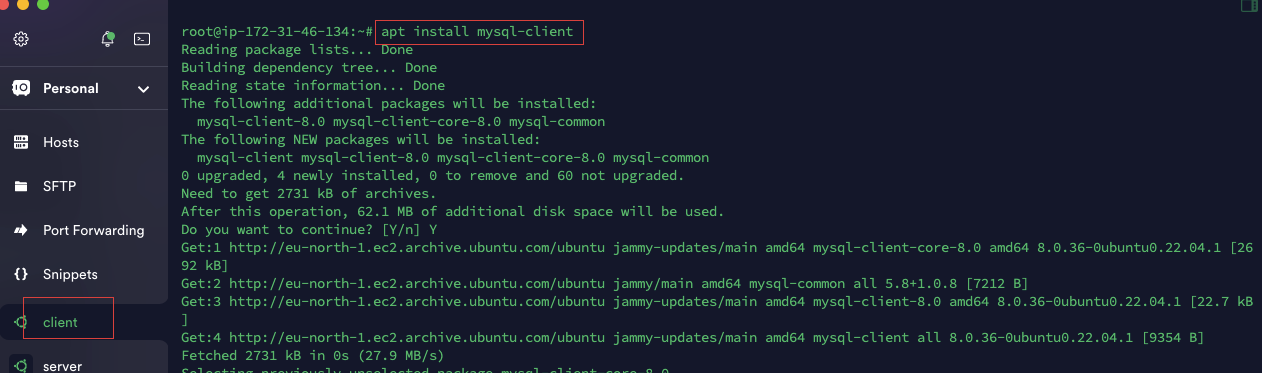 Personal
Hosts
SFTP
Port Forwarding
Snippets
client
server
root@ip-172-31-46-134:~# apt install mysql-client
Reading package lists... Done
Building dependency tree... Done
Reading state information... Done
The following additional packages will be installed:
  mysql-client-8.0 mysql-client-core-8.0 mysql-common
The following NEW packages will be installed:
  mysql-client mysql-client-8.0 mysql-client-core-8.0 mysql-common
0 upgraded, 4 newly installed, 0 to remove and 60 not upgraded.
Need to get 2731 kB of archives.
After this operation, 62.1 MB of additional disk space will be used.
Do you want to continue? [Y/n] Y
Get:1 http://eu-north-1.ec2.archive.ubuntu.com/ubuntu jammy-updates/main amd64 mysql-client-core-8.0 amd64 8.0.36-0ubuntu0.22.04.1 [26
92 kB]
Get:2 http://eu-north-1.ec2.archive.ubuntu.com/ubuntu jammy/main amd64 mysql-common all 5.8+1.0.8 [7212 B]
Get:3 http://eu-north-1.ec2.archive.ubuntu.com/ubuntu jammy-updates/main amd64 mysql-client-8.0 amd64 8.0.36-0ubuntu0.22.04.1 [22.7 kB
]
Get:4 http://eu-north-1.ec2.archive.ubuntu.com/ubuntu jammy-updates/main amd64 mysql-client all 8.0.36-0ubuntu0.22.04.1 [9354 B]
Fetched 2731 kB in 0s (27.9 MB/s)
Selecting previously unselected package mysql-client-core-8.0